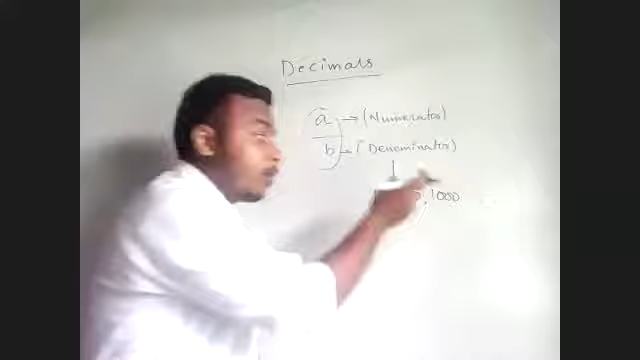 Decimals
a → (Numerator)
b → (Denominator)
↓
, 1000